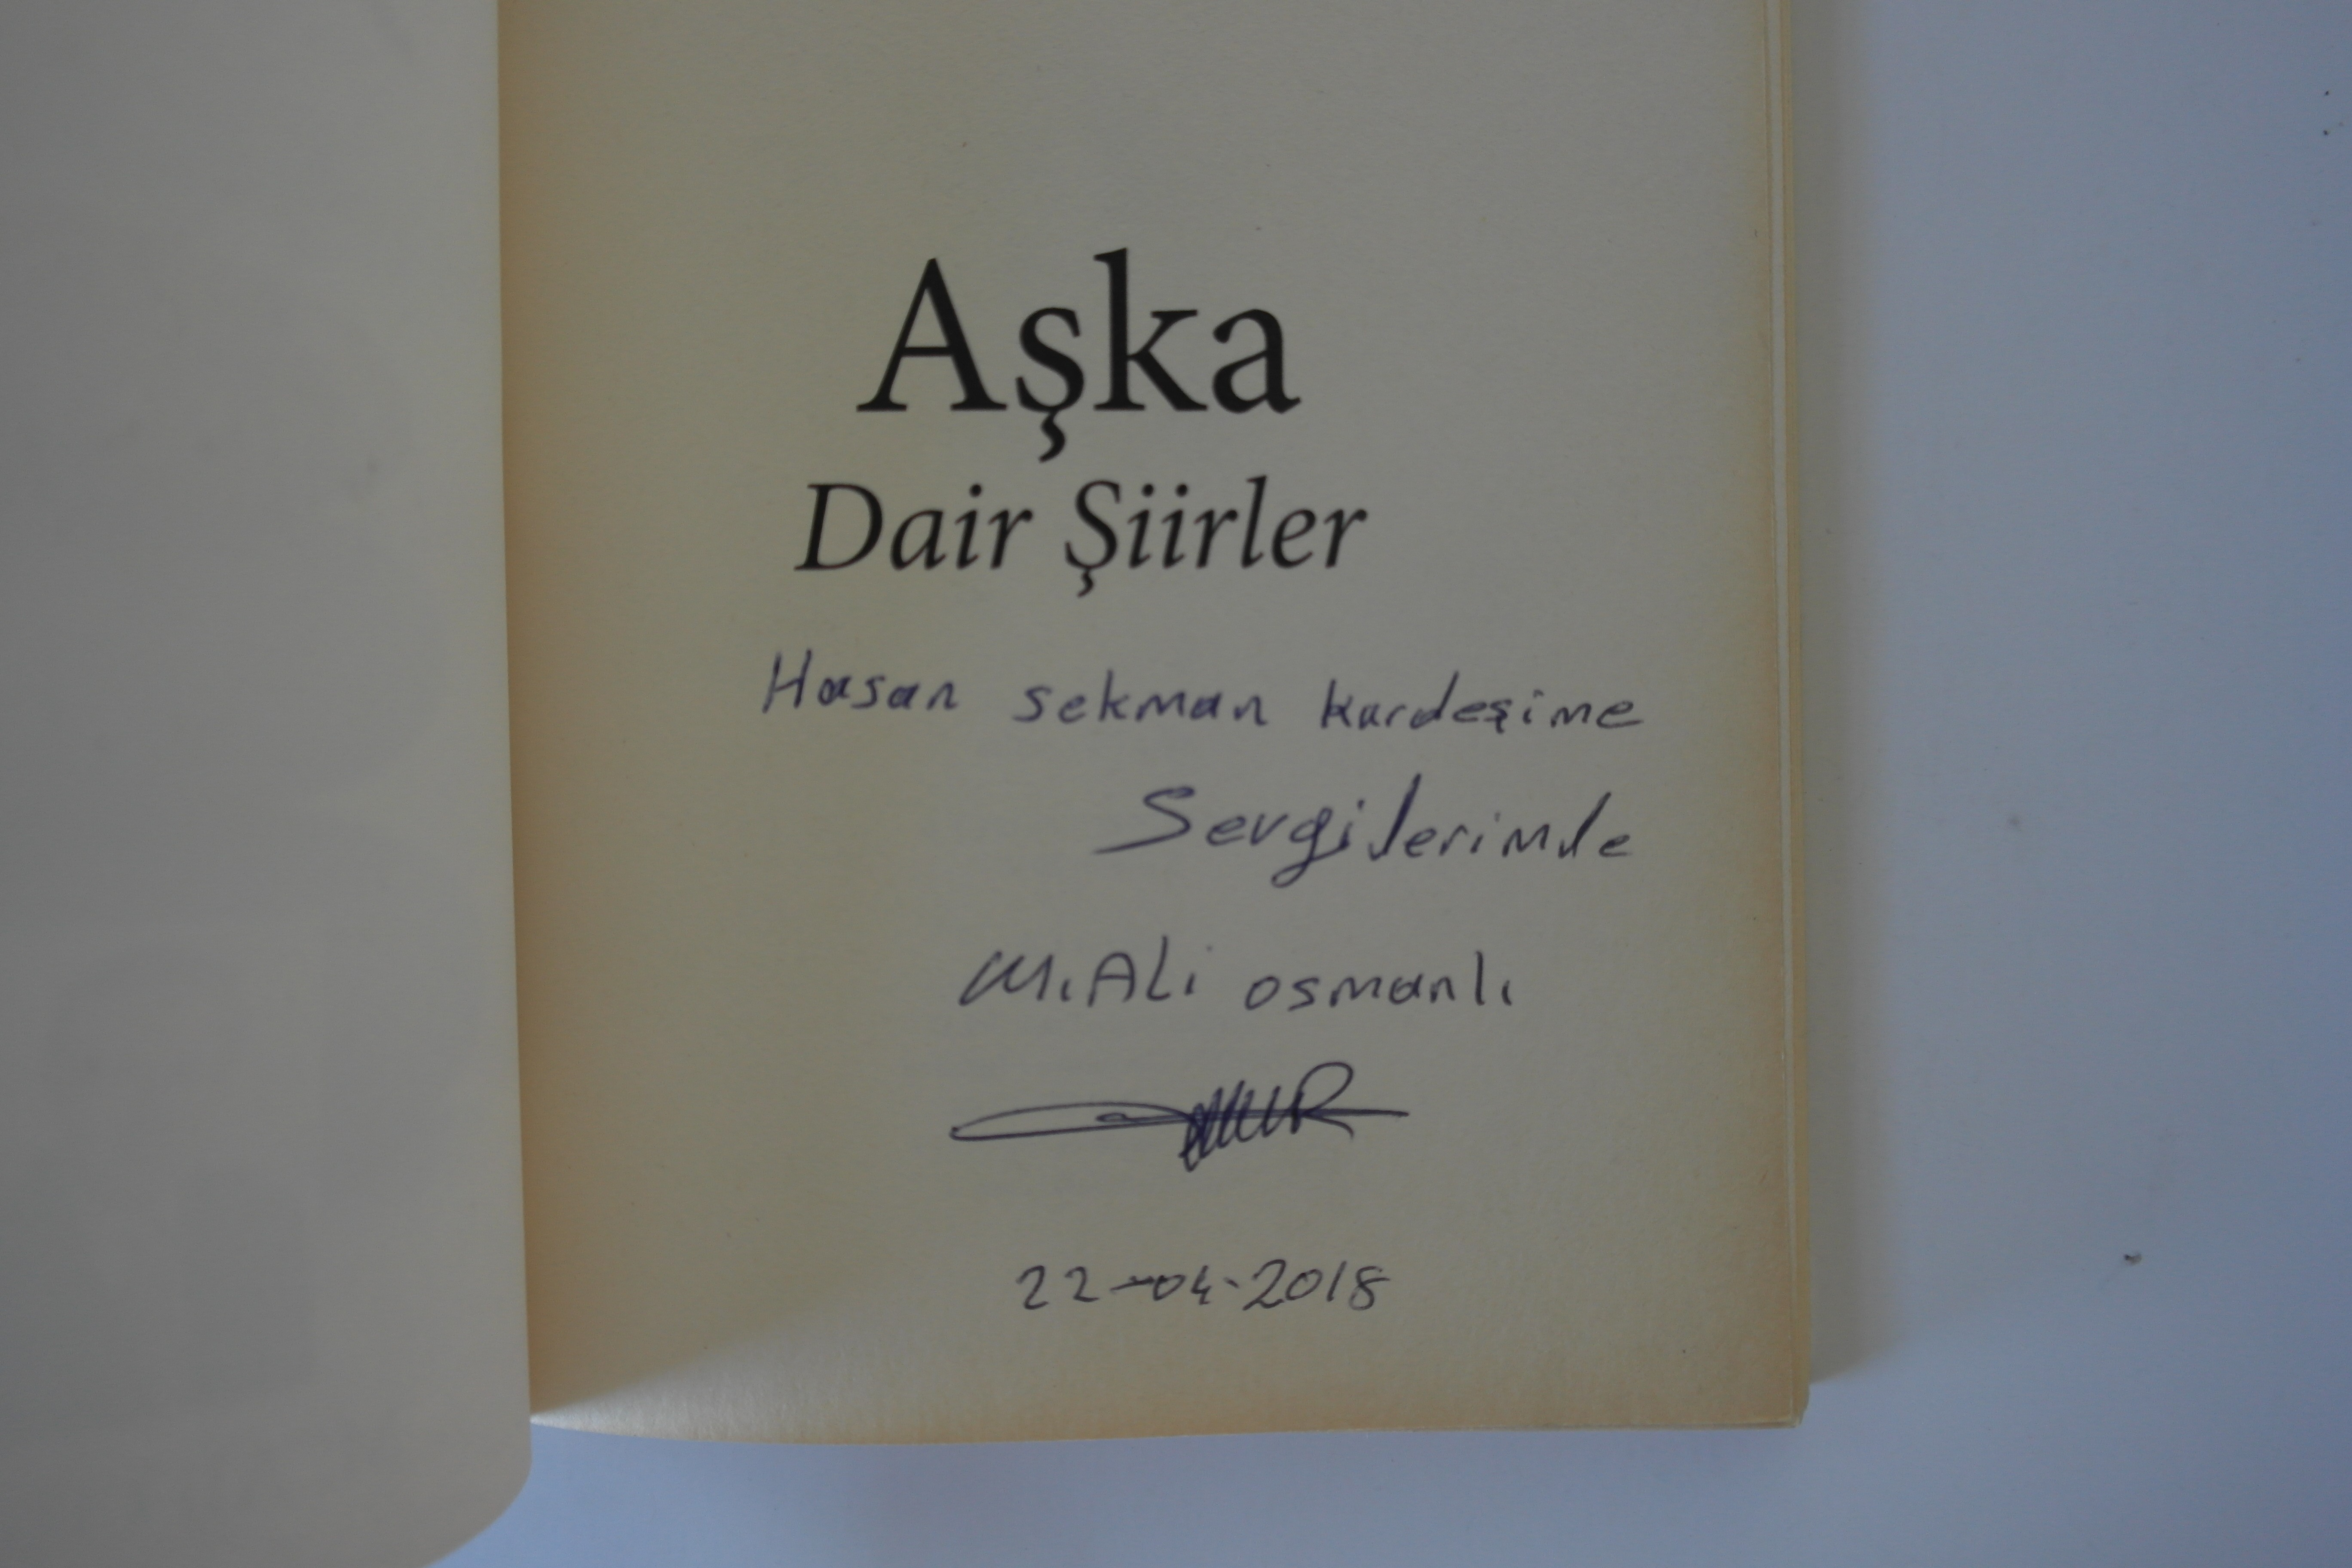 Aşka
Dair Şiirler
Hasan sekman kardeşime
Sevgilerimle
M.Ali osmanlı
22-04-2018